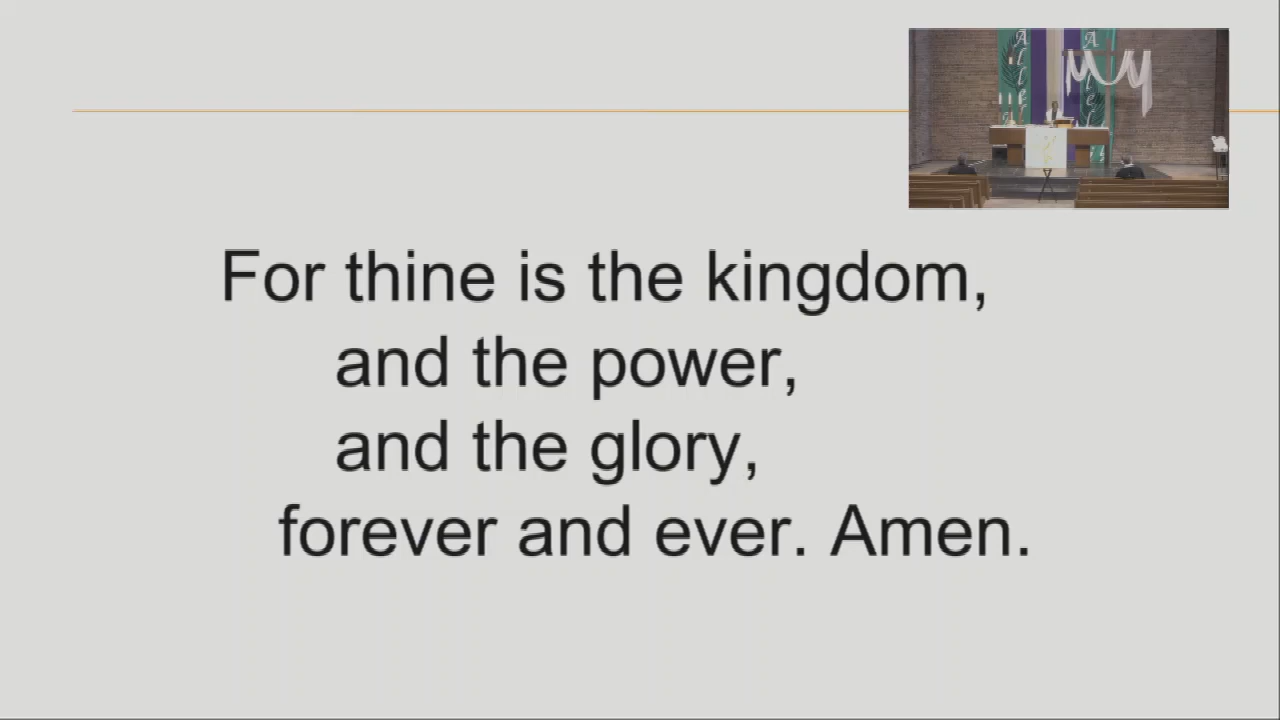 For thine is the kingdom,
and the power,
and the glory,
forever and ever. Amen.